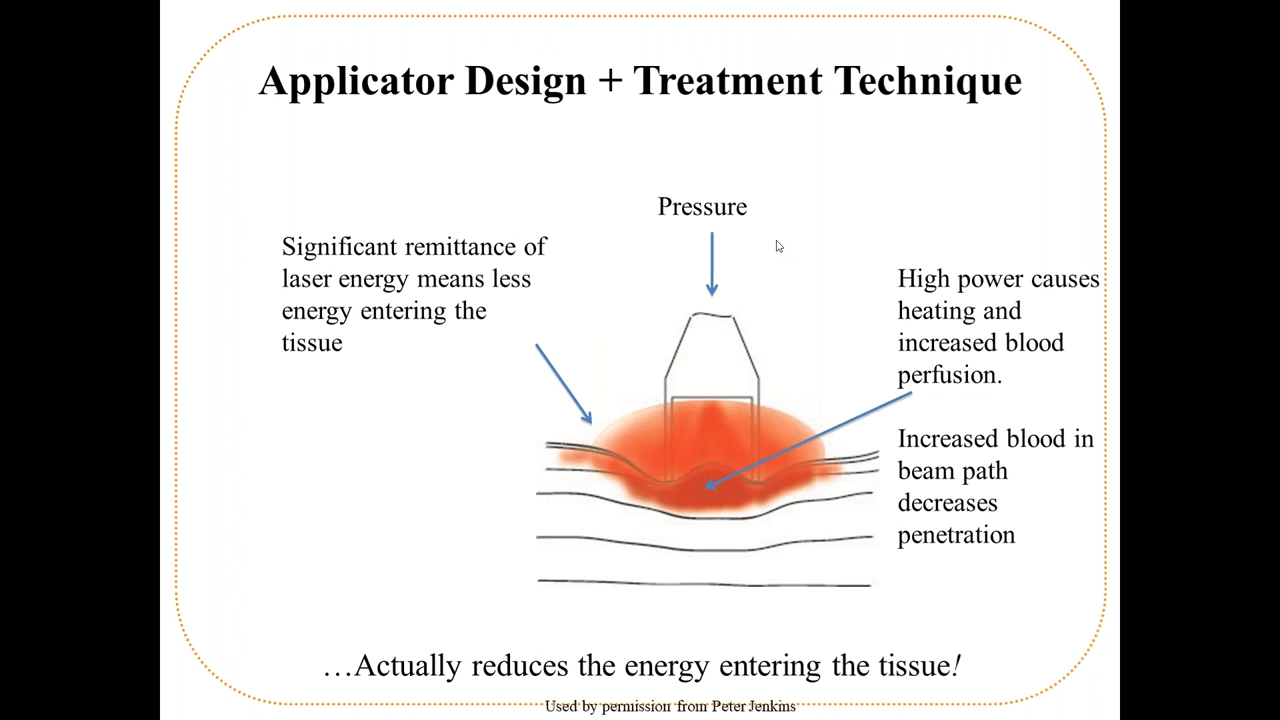 Applicator Design + Treatment Technique
Pressure
Significant remittance of
laser energy means less
energy entering the
tissue
High power causes
heating and
increased blood
perfusion.
Increased blood in
beam path
decreases
penetration
…Actually reduces the energy entering the tissue!
Used by permission from Peter Jenkins